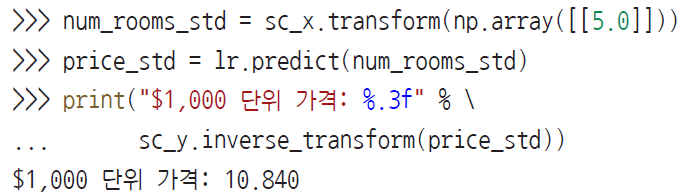 >>> num_rooms_std = sc_x.transform(np.array([[5.0]]))
>>> price_std = lr.predict(num_rooms_std)
>>> print("$1,000 단위 가격: %.3f" % \
...      sc_y.inverse_transform(price_std))
$1,000 단위 가격: 10.840